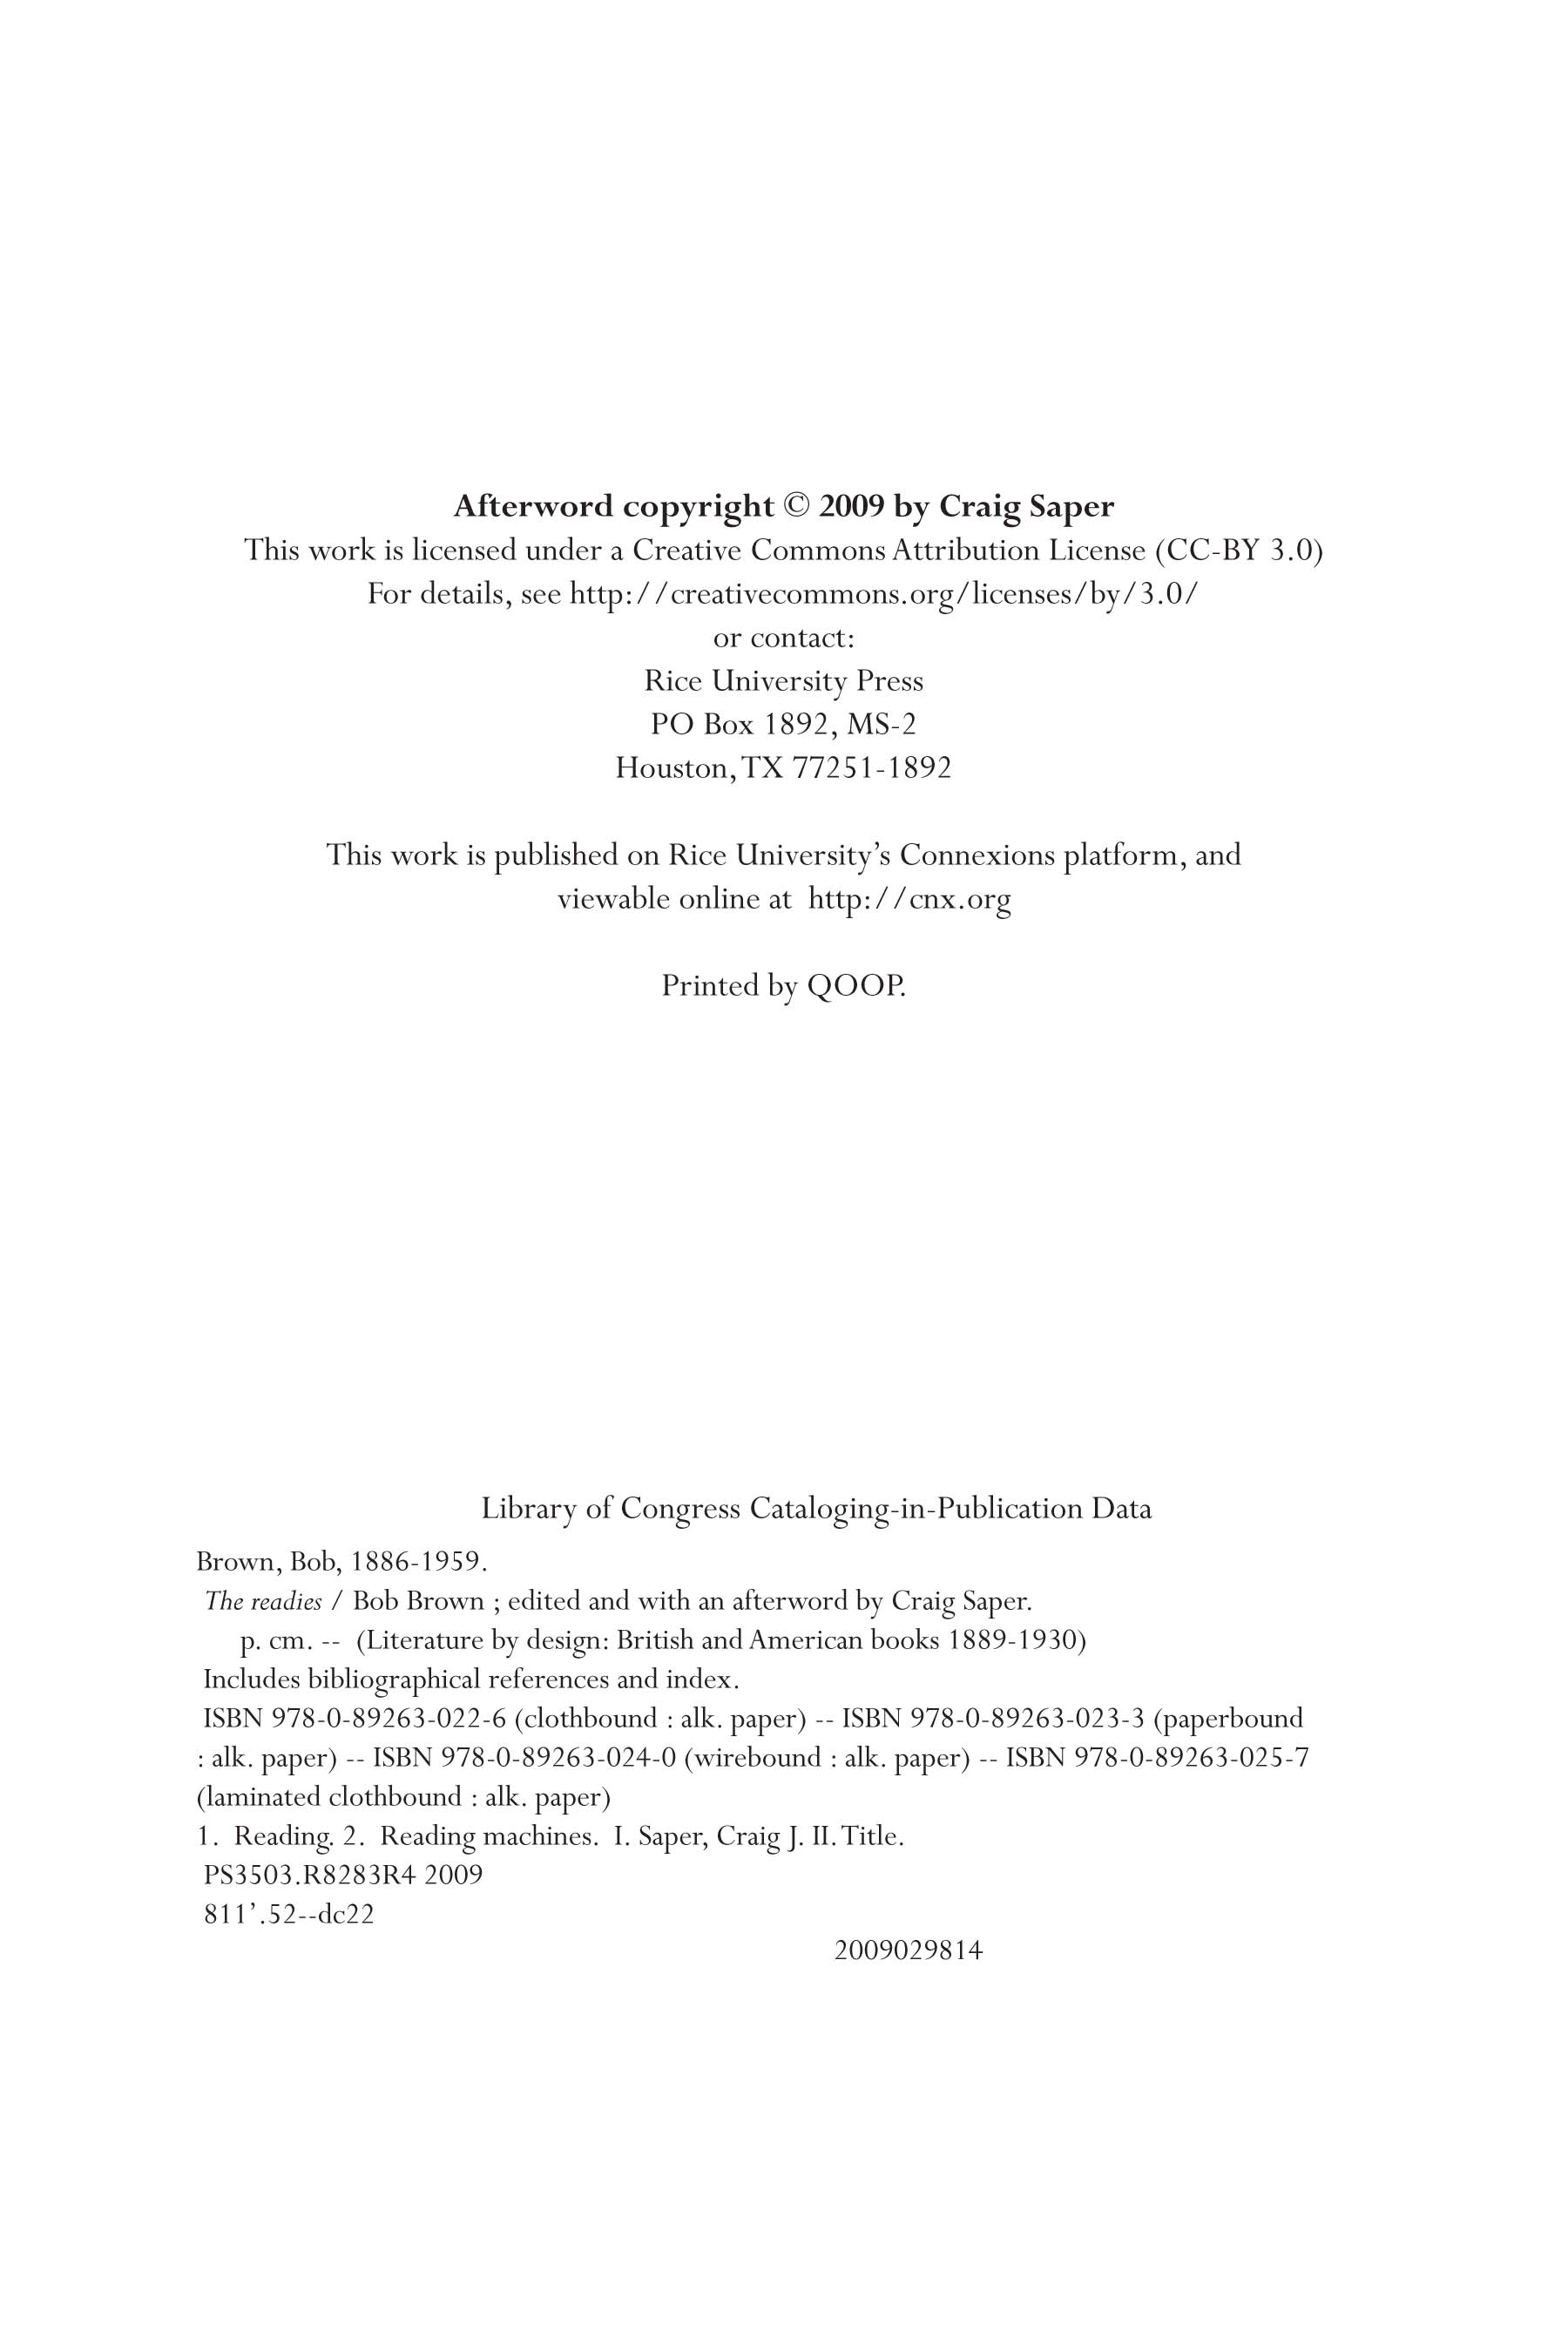 Afterword copyright © 2009 by Craig Saper
This work is licensed under a Creative Commons Attribution License (CC-BY 3.0)
For details, see http://creativecommons.org/licenses/by/3.0/
or contact:
Rice University Press
PO Box 1892, MS-2
Houston, TX 77251-1892
This work is published on Rice University’s Connexions platform, and
viewable online at  http://cnx.org
Printed by QOOP.
Library of Congress Cataloging-in-Publication Data
Brown, Bob, 1886-1959.
The readies / Bob Brown ; edited and with an afterword by Craig Saper.
p. cm. --  (Literature by design: British and American books 1889-1930)
Includes bibliographical references and index.
ISBN 978-0-89263-022-6 (clothbound : alk. paper) -- ISBN 978-0-89263-023-3 (paperbound
: alk. paper) -- ISBN 978-0-89263-024-0 (wirebound : alk. paper) -- ISBN 978-0-89263-025-7
(laminated clothbound : alk. paper)
1.  Reading. 2.  Reading machines.  I. Saper, Craig J. II. Title.
PS3503.R8283R4 2009
811’.52--dc22
2009029814